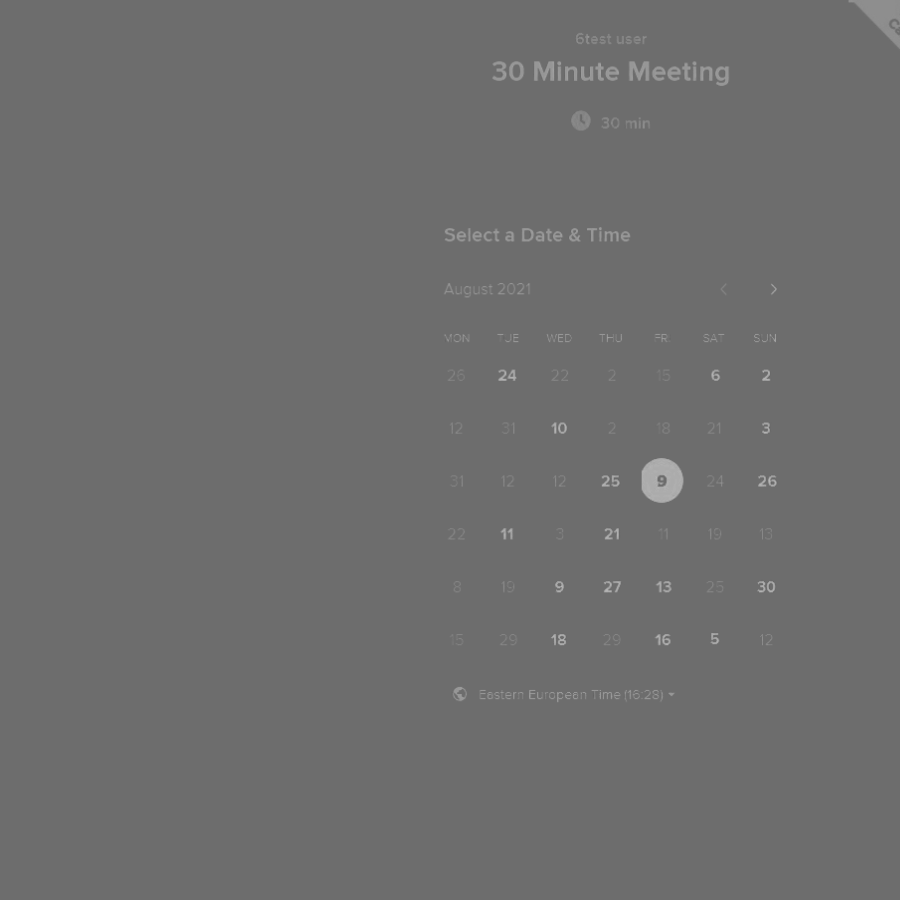 6test user
30 Minute Meeting
30 min
Select a Date & Time
August 2021
MON TUE WED THU FRI SAT SUN
26 24 22 2 15 6 2
12 31 10 2 18 21 3
31 12 12 25 9 24 26
22 11 3 21 11 19 13
8 19 9 27 13 25 30
15 29 18 29 16 5 12
Eastern European Time (16:28)